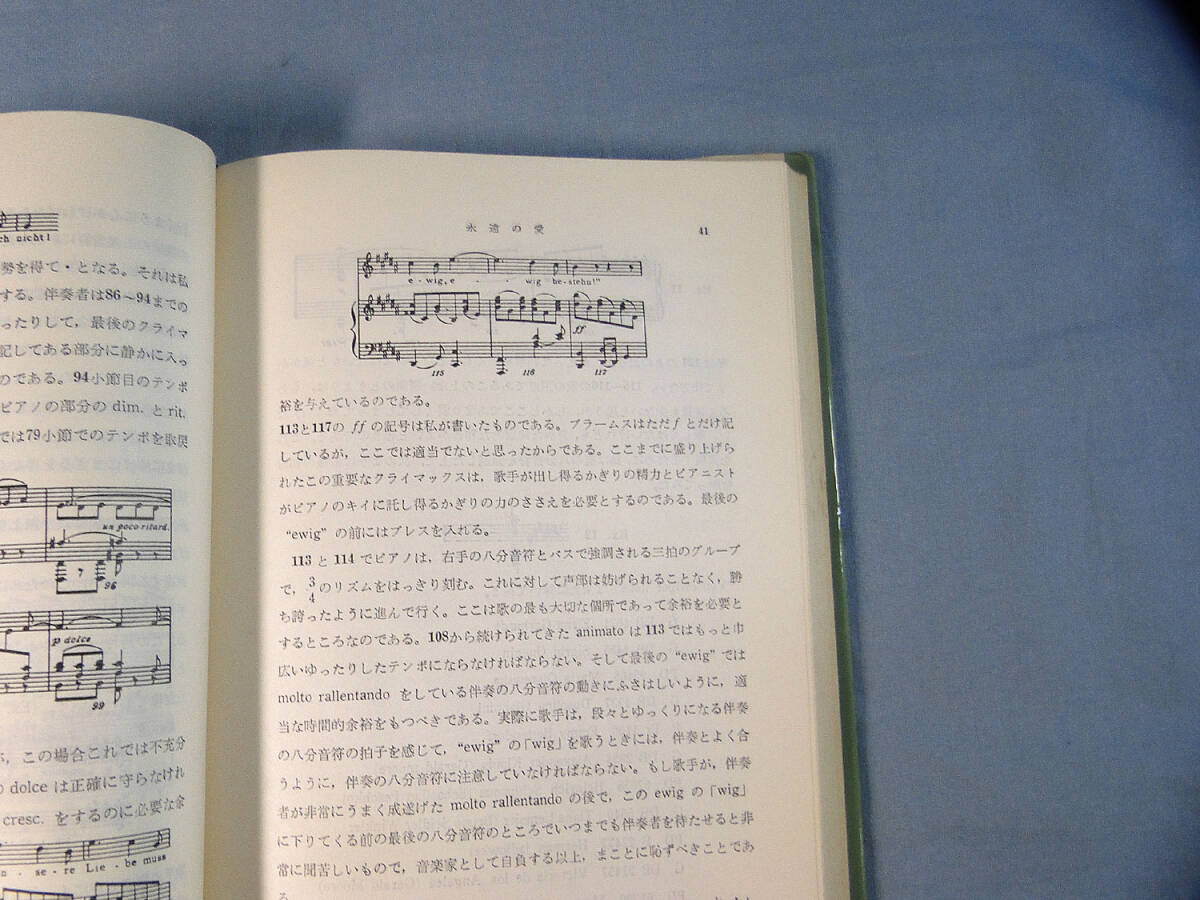 ch nicht!
勢を得て・となる。それは私
する。伴奏者は86～94までの
ったりして，最後のクライマ
記してある部分に静かに入っ
のである。94小節目のテンポ
ピアノの部分の dim. と rit.
では79小節でのテンポを取戻
un poco ritard.
96
p dolce
99
この場合これでは不充分
dolce は正確に守らなけれ
cresc. をするのに必要な余
se - re Lie - be muss
永遠の愛
41
e - wig, e - - wig be-stehn!"
ff
115 116 117
裕を与えているのである。
113と117の ff の記号は私が書いたものである。ブラームスはただ f とだけ記
しているが，ここでは適当でないと思ったからである。ここまでに盛り上げら
れたこの重要なクライマックスは，歌手が出し得るかぎりの精力とピアニスト
がピアノのキイに託し得るかぎりの力のささえを必要とするのである。最後の
“ewig” の前にはブレスを入れる。
113 と 114 でピアノは，右手の八分音符とバスで強調される三拍のグループ
で，3/4のリズムをはっきり刻む。これに対して声部は妨げられることなく，勝
ち誇ったように進んで行く。ここは歌の最も大切な個所であって余裕を必要と
するところなのである。108から続けられてきた animato は113ではもっと巾
広いゆったりしたテンポにならなければならない。そして最後の “ewig” では
molto rallentando をしている伴奏の八分音符の動きにふさはしいように，適
当な時間的余裕をもつべきである。実際に歌手は，段々とゆっくりになる伴奏
の八分音符の拍子を感じて，“ewig” の「wig」を歌うときには，伴奏とよく合
うように，伴奏の八分音符に注意していなければならない。もし歌手が，伴奏
者が非常にうまく成遂げた molto rallentando の後で，この ewig の「wig」
に下りてくる前の最後の八分音符のところでいつまでも伴奏者を待たせると非
常に聞苦しいもので，音楽家として自負する以上，まことに恥ずべきことであ